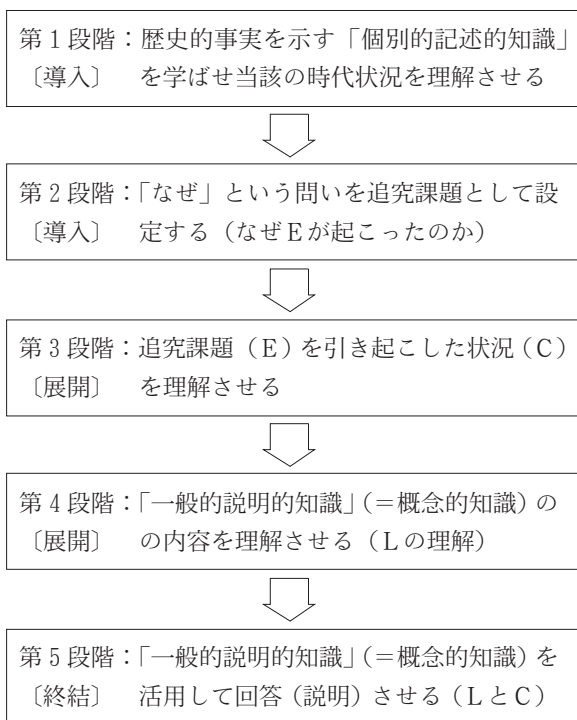 第1段階：歴史的事実を示す「個別的記述的知識」
〔導入〕　を学ばせ当該の時代状況を理解させる
第2段階：「なぜ」という問いを追究課題として設
〔導入〕　定する（なぜＥが起こったのか）
第3段階：追究課題（Ｅ）を引き起こした状況（Ｃ）
〔展開〕　を理解させる
第4段階：「一般的説明的知識」（＝概念的知識）の
〔展開〕　の内容を理解させる（Ｌの理解）
第5段階：「一般的説明的知識」（＝概念的知識）を
〔終結〕　活用して回答（説明）させる（ＬとＣ）